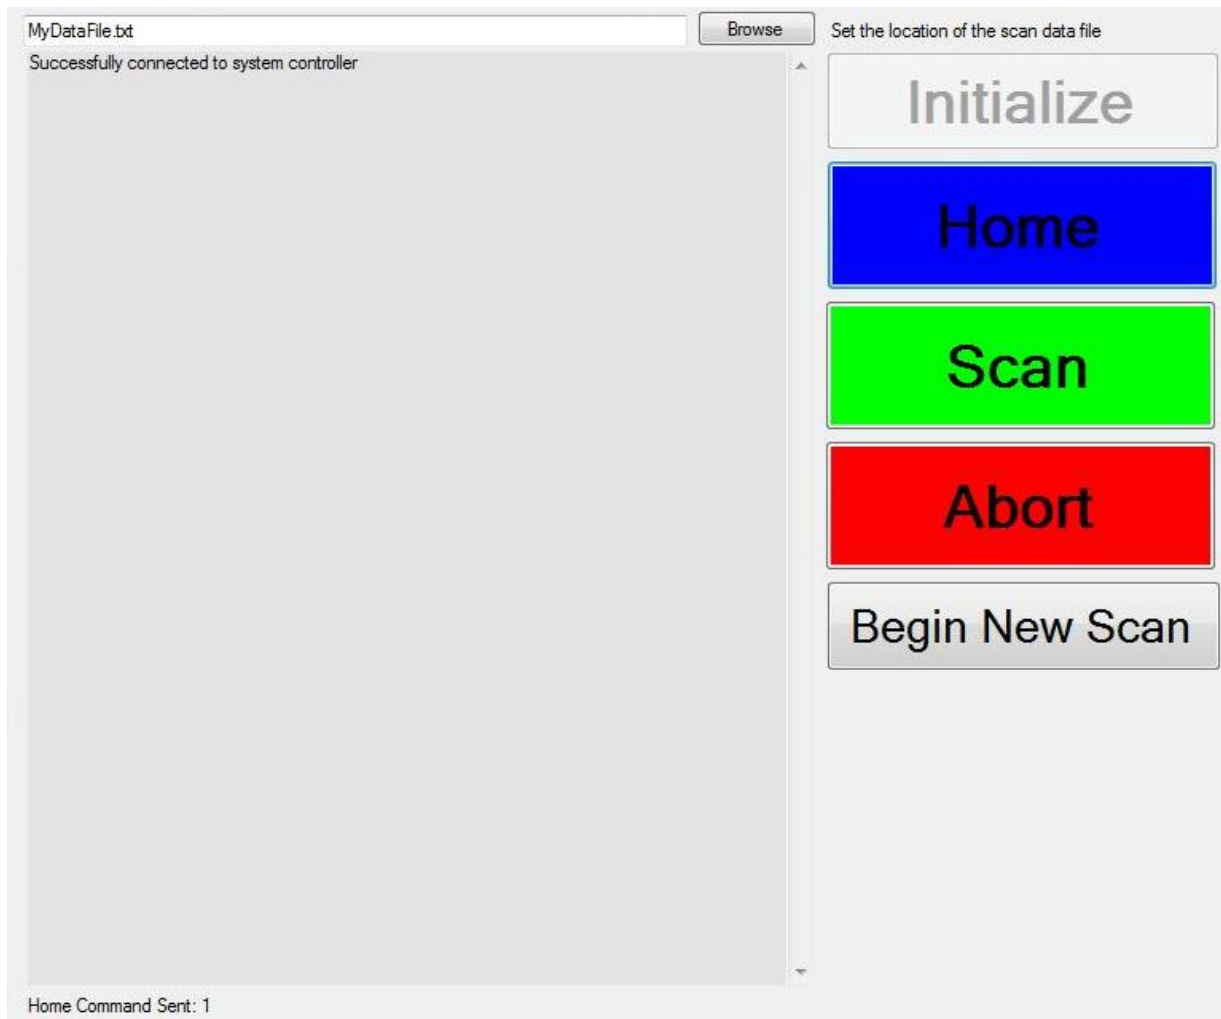 MyDataFile.txt
Browse
Set the location of the scan data file
Successfully connected to system controller
Initialize
Home
Scan
Abort
Begin New Scan
Home Command Sent: 1